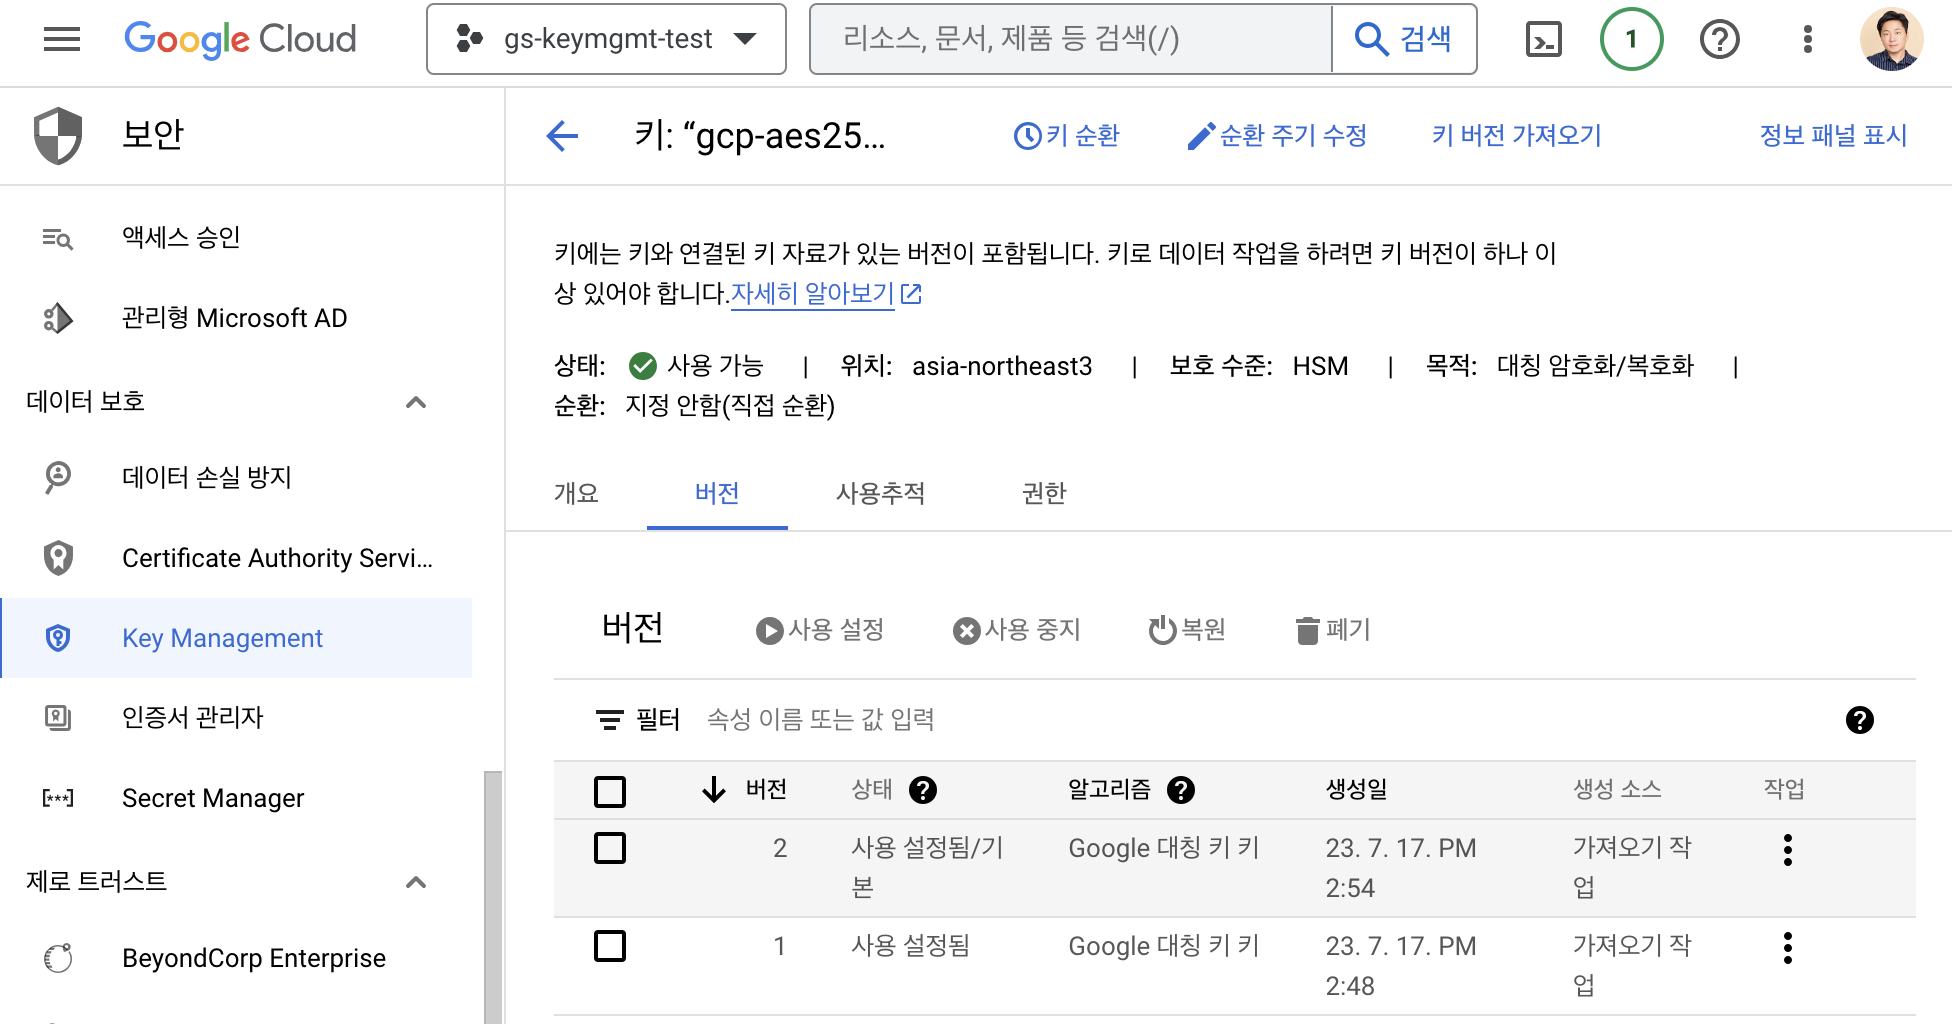 Google Cloud
gs-keymgmt-test
리소스, 문서, 제품 등 검색(/)
검색
1
보안
키: “gcp-aes25...
키 순환
순환 주기 수정
키 버전 가져오기
정보 패널 표시
액세스 승인
관리형 Microsoft AD
데이터 보호
데이터 손실 방지
Certificate Authority Servi...
Key Management
인증서 관리자
Secret Manager
제로 트러스트
BeyondCorp Enterprise
키에는 키와 연결된 키 자료가 있는 버전이 포함됩니다. 키로 데이터 작업을 하려면 키 버전이 하나 이
상 있어야 합니다.자세히 알아보기
상태: 사용 가능 | 위치: asia-northeast3 | 보호 수준: HSM | 목적: 대칭 암호화/복호화 |
순환: 지정 안함(직접 순환)
개요 버전 사용추적 권한
버전 사용 설정 사용 중지 복원 폐기
필터 속성 이름 또는 값 입력
버전 상태 알고리즘 생성일 생성 소스 작업
2 사용 설정됨/기 Google 대칭 키 키 23. 7. 17. PM 가져오기 작
본 2:54 업
1 사용 설정됨 Google 대칭 키 키 23. 7. 17. PM 가져오기 작
2:48 업